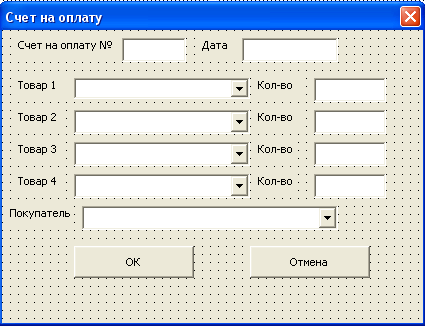 Счет на оплату
Счет на оплату № Дата
Товар 1 Кол-во
Товар 2 Кол-во
Товар 3 Кол-во
Товар 4 Кол-во
Покупатель
OK Отмена